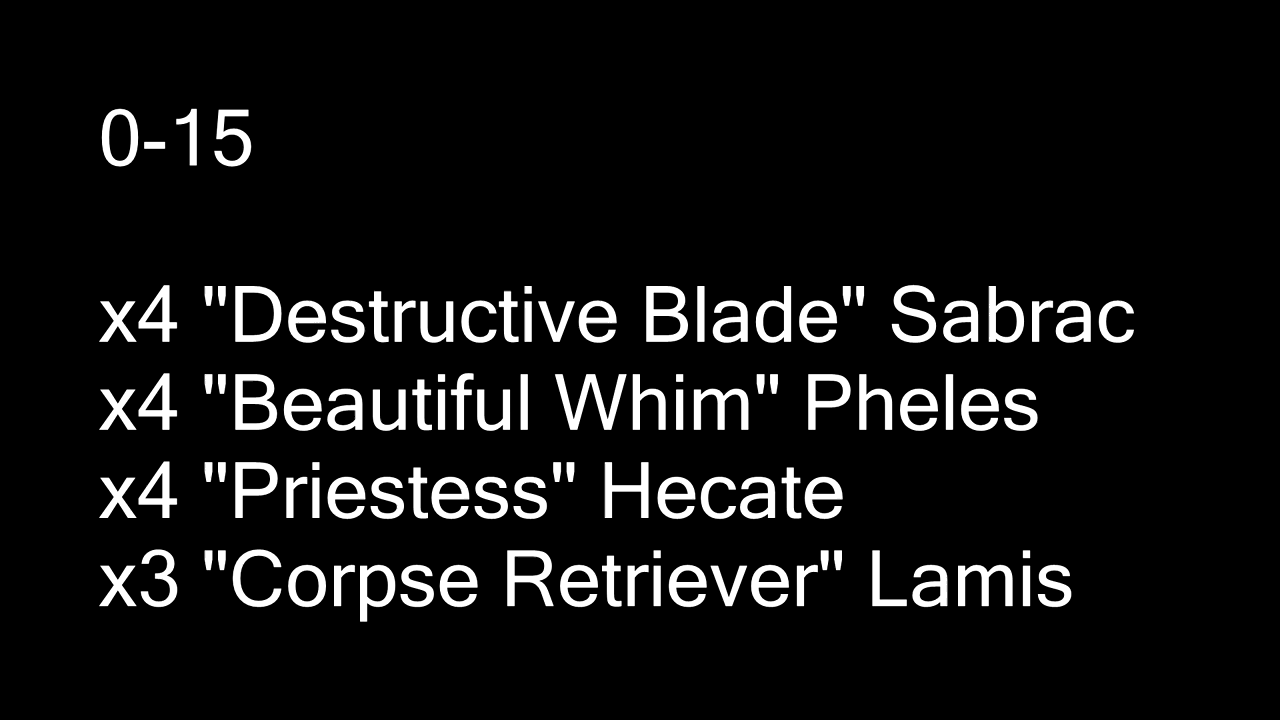 0-15
x4 "Destructive Blade" Sabrac
x4 "Beautiful Whim" Pheles
x4 "Priestess" Hecate
x3 "Corpse Retriever" Lamis